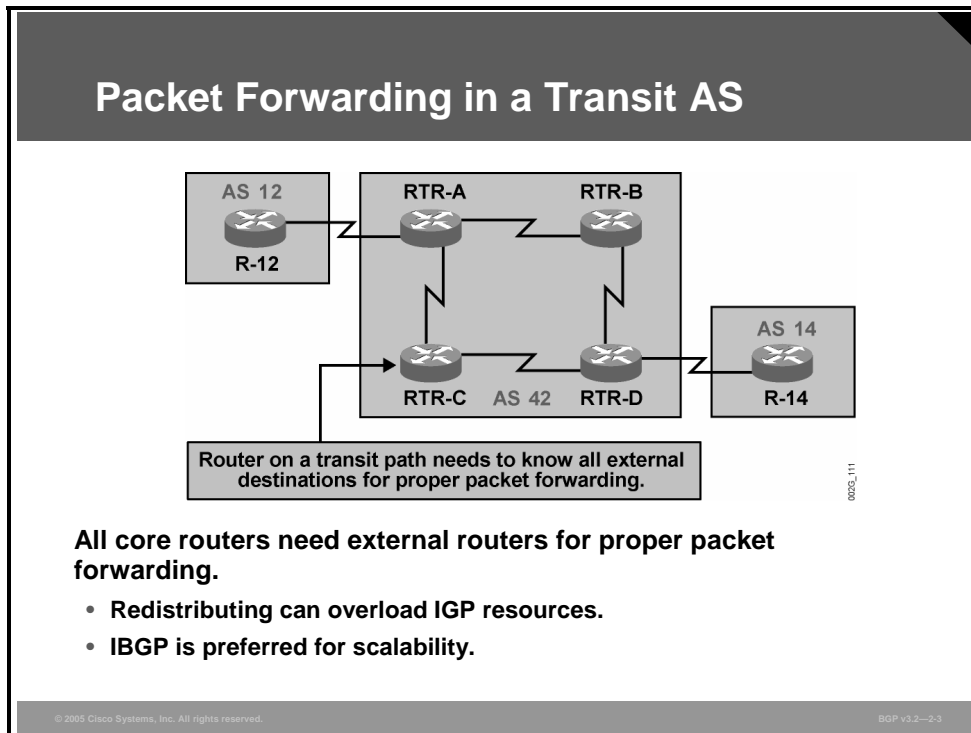 Packet Forwarding in a Transit AS
AS 12
R-12
RTR-A
RTR-B
AS 14
R-14
RTR-C
AS 42
RTR-D
Router on a transit path needs to know all external
destinations for proper packet forwarding.
002G_111
All core routers need external routers for proper packet
forwarding.
• Redistributing can overload IGP resources.
• IBGP is preferred for scalability.
© 2005 Cisco Systems, Inc. All rights reserved.
BGP v3.2—2-3